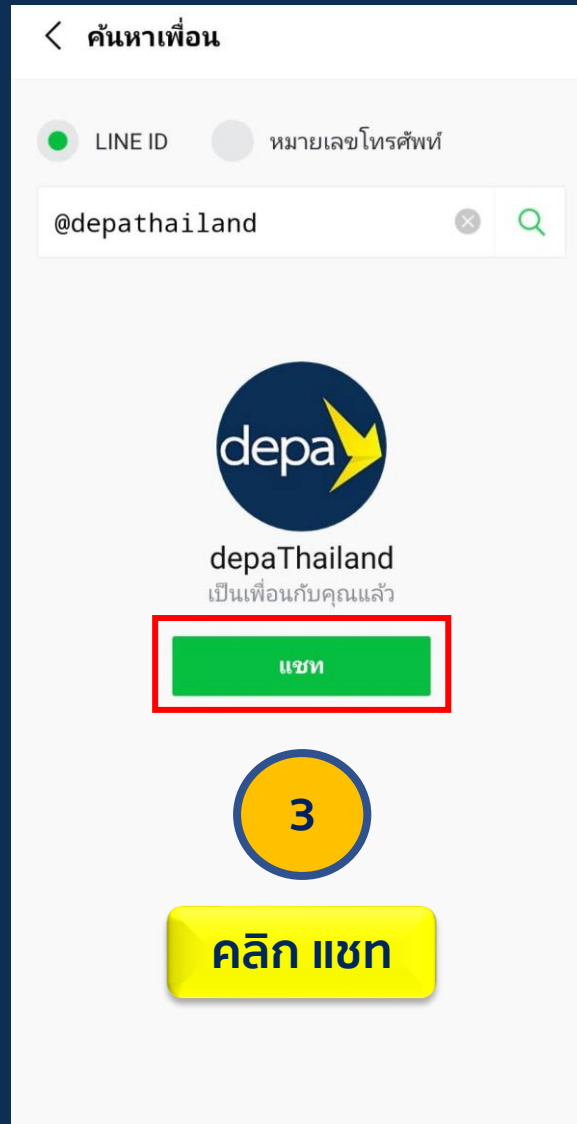 ค้นหาเพื่อน
LINE ID หมายเลขโทรศัพท์
@depathailand
depa
depaThailand
เป็นเพื่อนกับคุณแล้ว
แชท
3
คลิก แชท